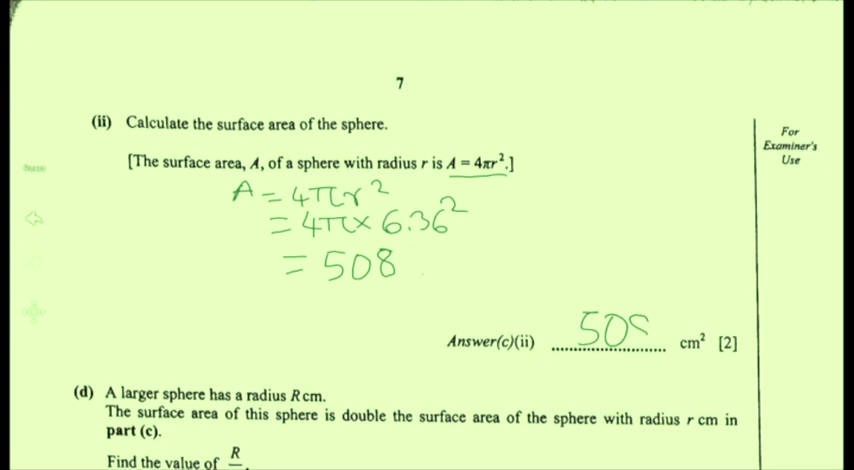 7
(ii) Calculate the surface area of the sphere.
For
Examiner's
Use
[The surface area, A, of a sphere with radius r is A = 4πr².]
A = 4πr²
= 4π × 6.36²
= 508
Answer(c)(ii) 508 cm² [2]
(d) A larger sphere has a radius R cm.
The surface area of this sphere is double the surface area of the sphere with radius r cm in
part (c).
Find the value of R